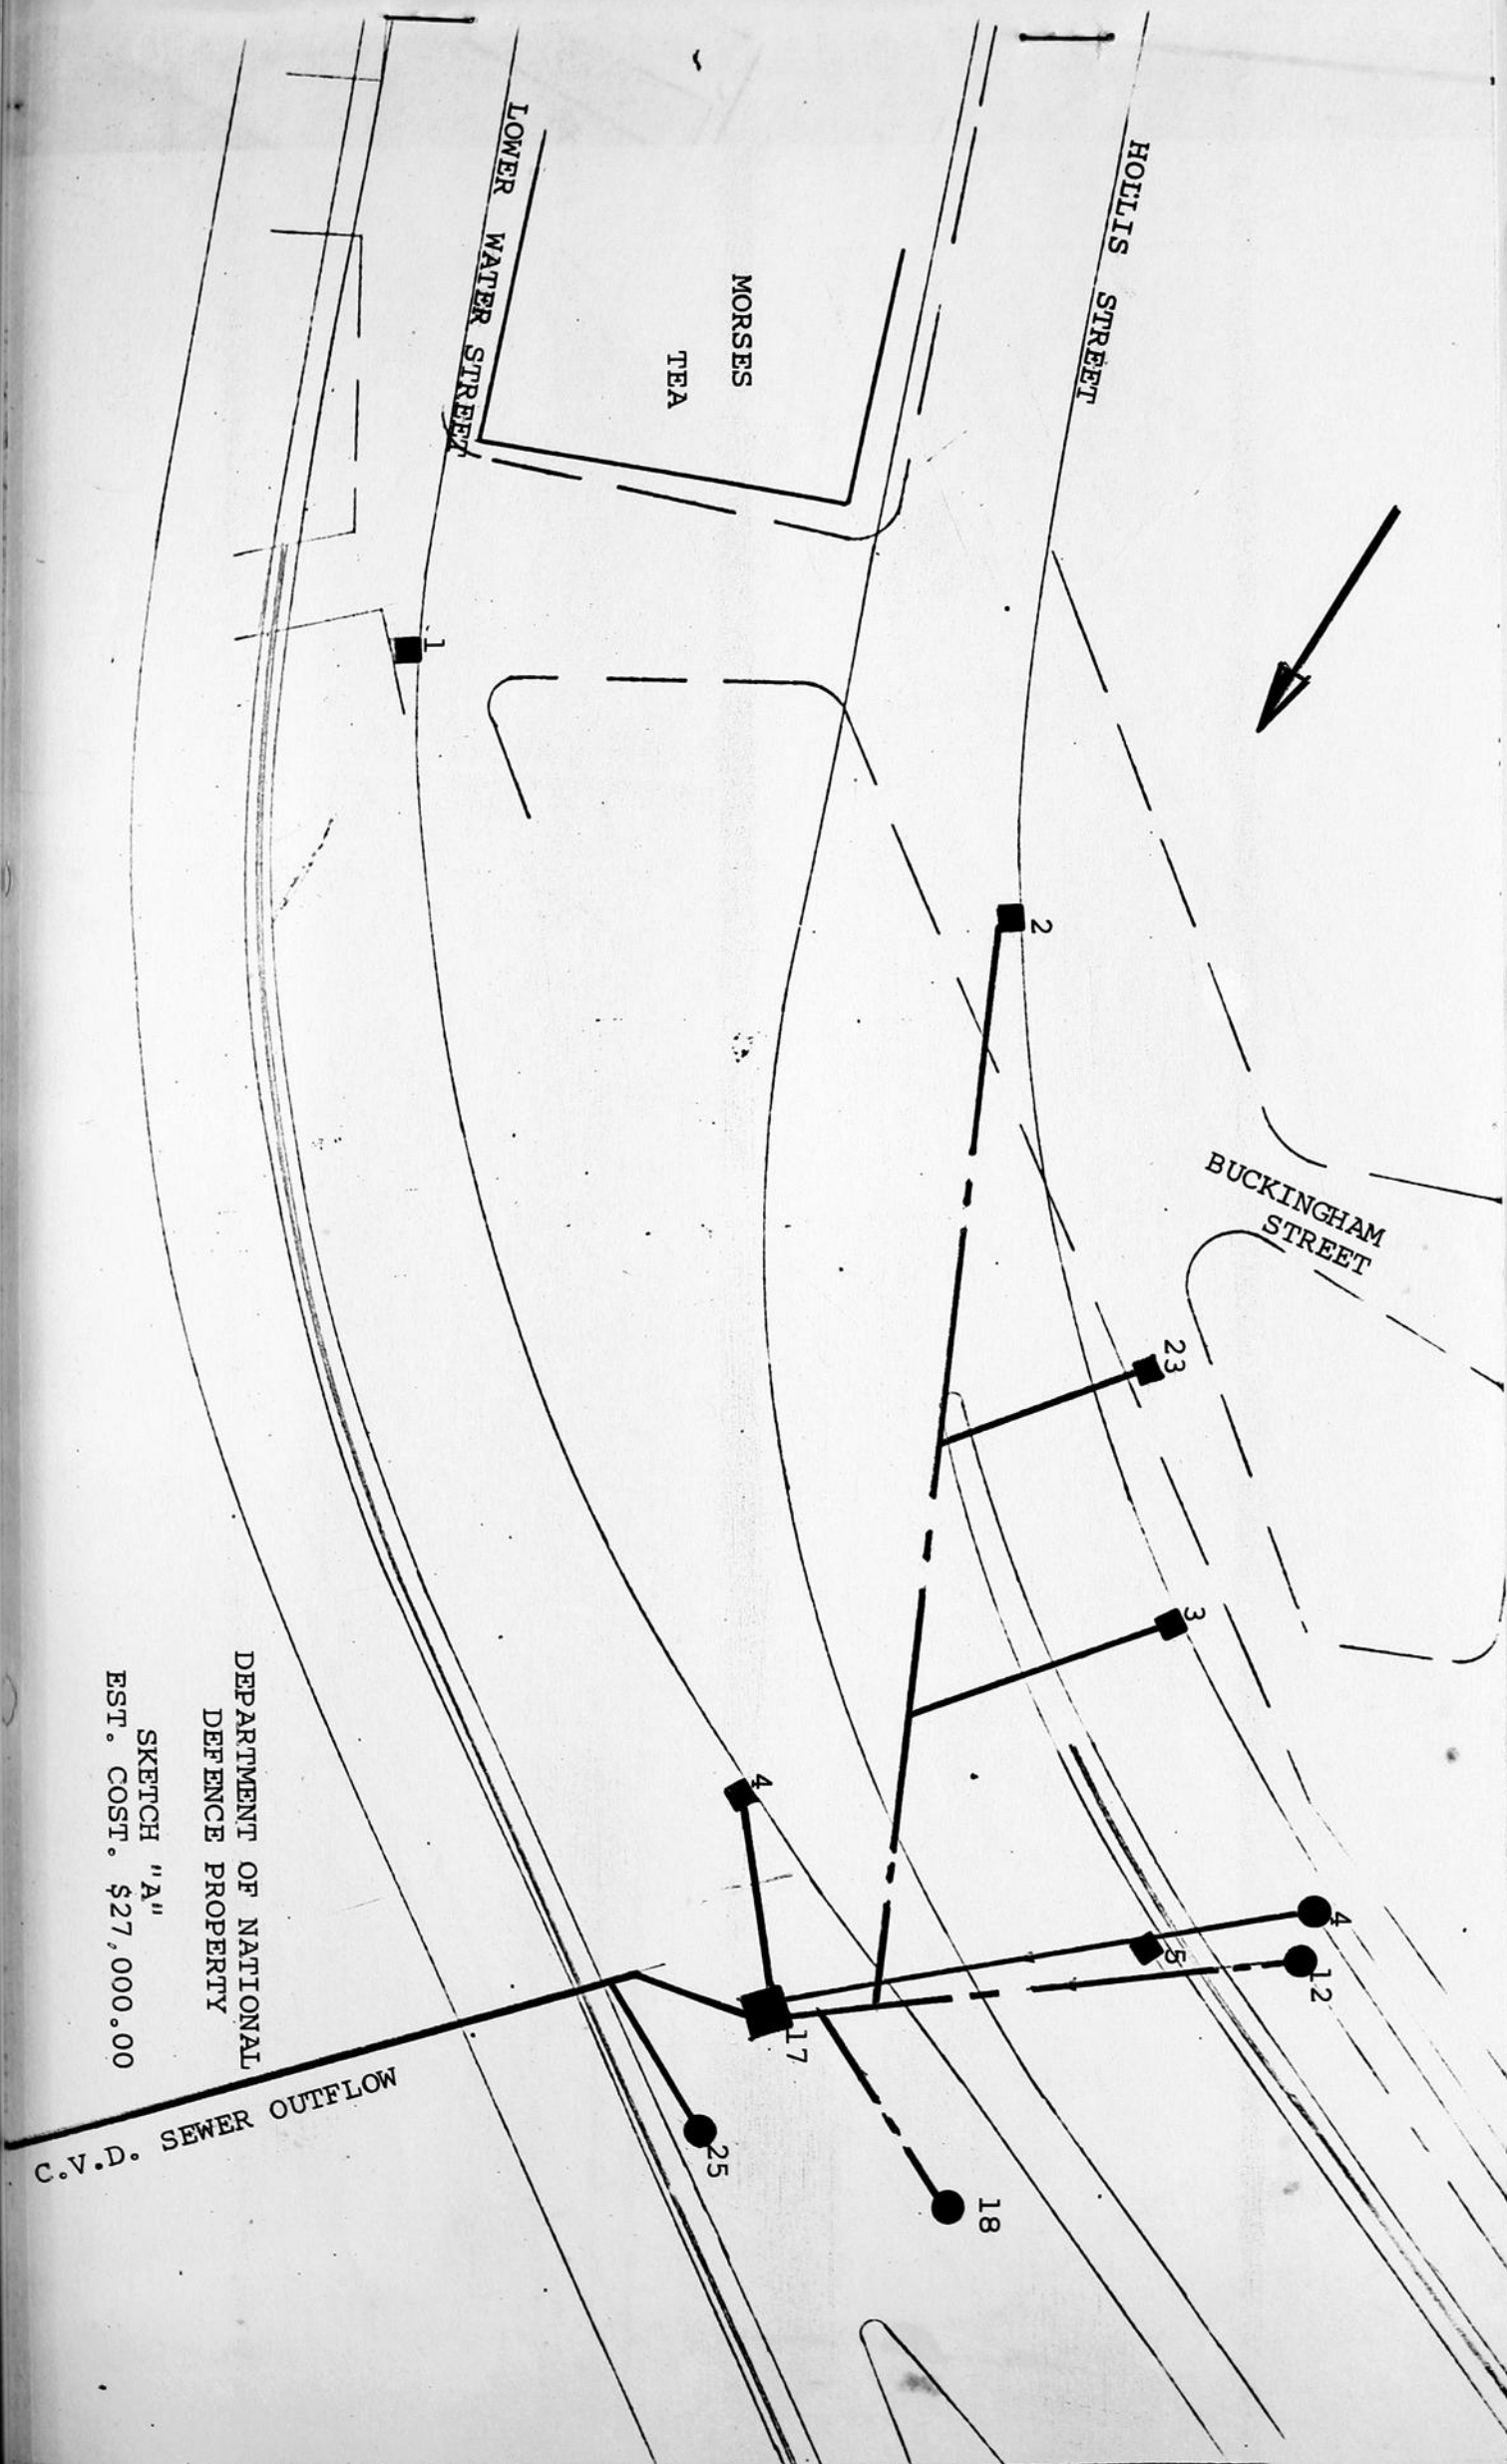 HOLLIS STREET
LOWER WATER STREET
MORSES
TEA
BUCKINGHAM
STREET
1
2
23
3
4
4
5
12
17
25
18
DEPARTMENT OF NATIONAL
DEFENCE PROPERTY
SKETCH "A"
EST. COST. $27,000.00
C.V.D. SEWER OUTFLOW